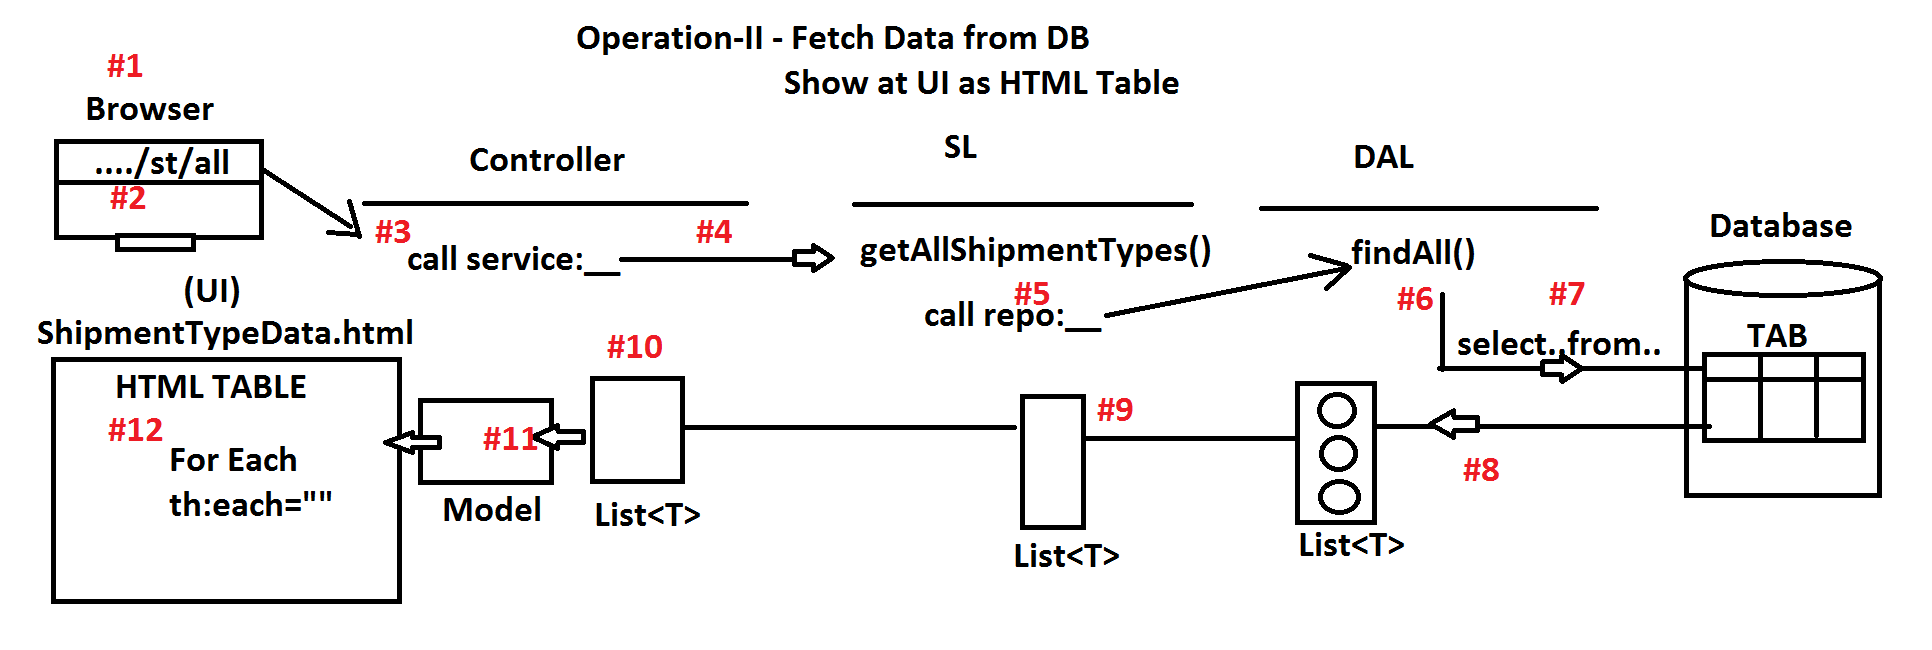 Operation-II - Fetch Data from DB
Show at UI as HTML Table
#1
Browser
..../st/all
#2
Controller
SL
DAL
#3
call service:__
#4
getAllShipmentTypes()
#5
call repo:__
findAll()
#6
#7
select..from..
Database
TAB
(UI)
ShipmentTypeData.html
HTML TABLE
#12
For Each
th:each=""
#11
Model
#10
List<T>
#9
List<T>
#8
List<T>